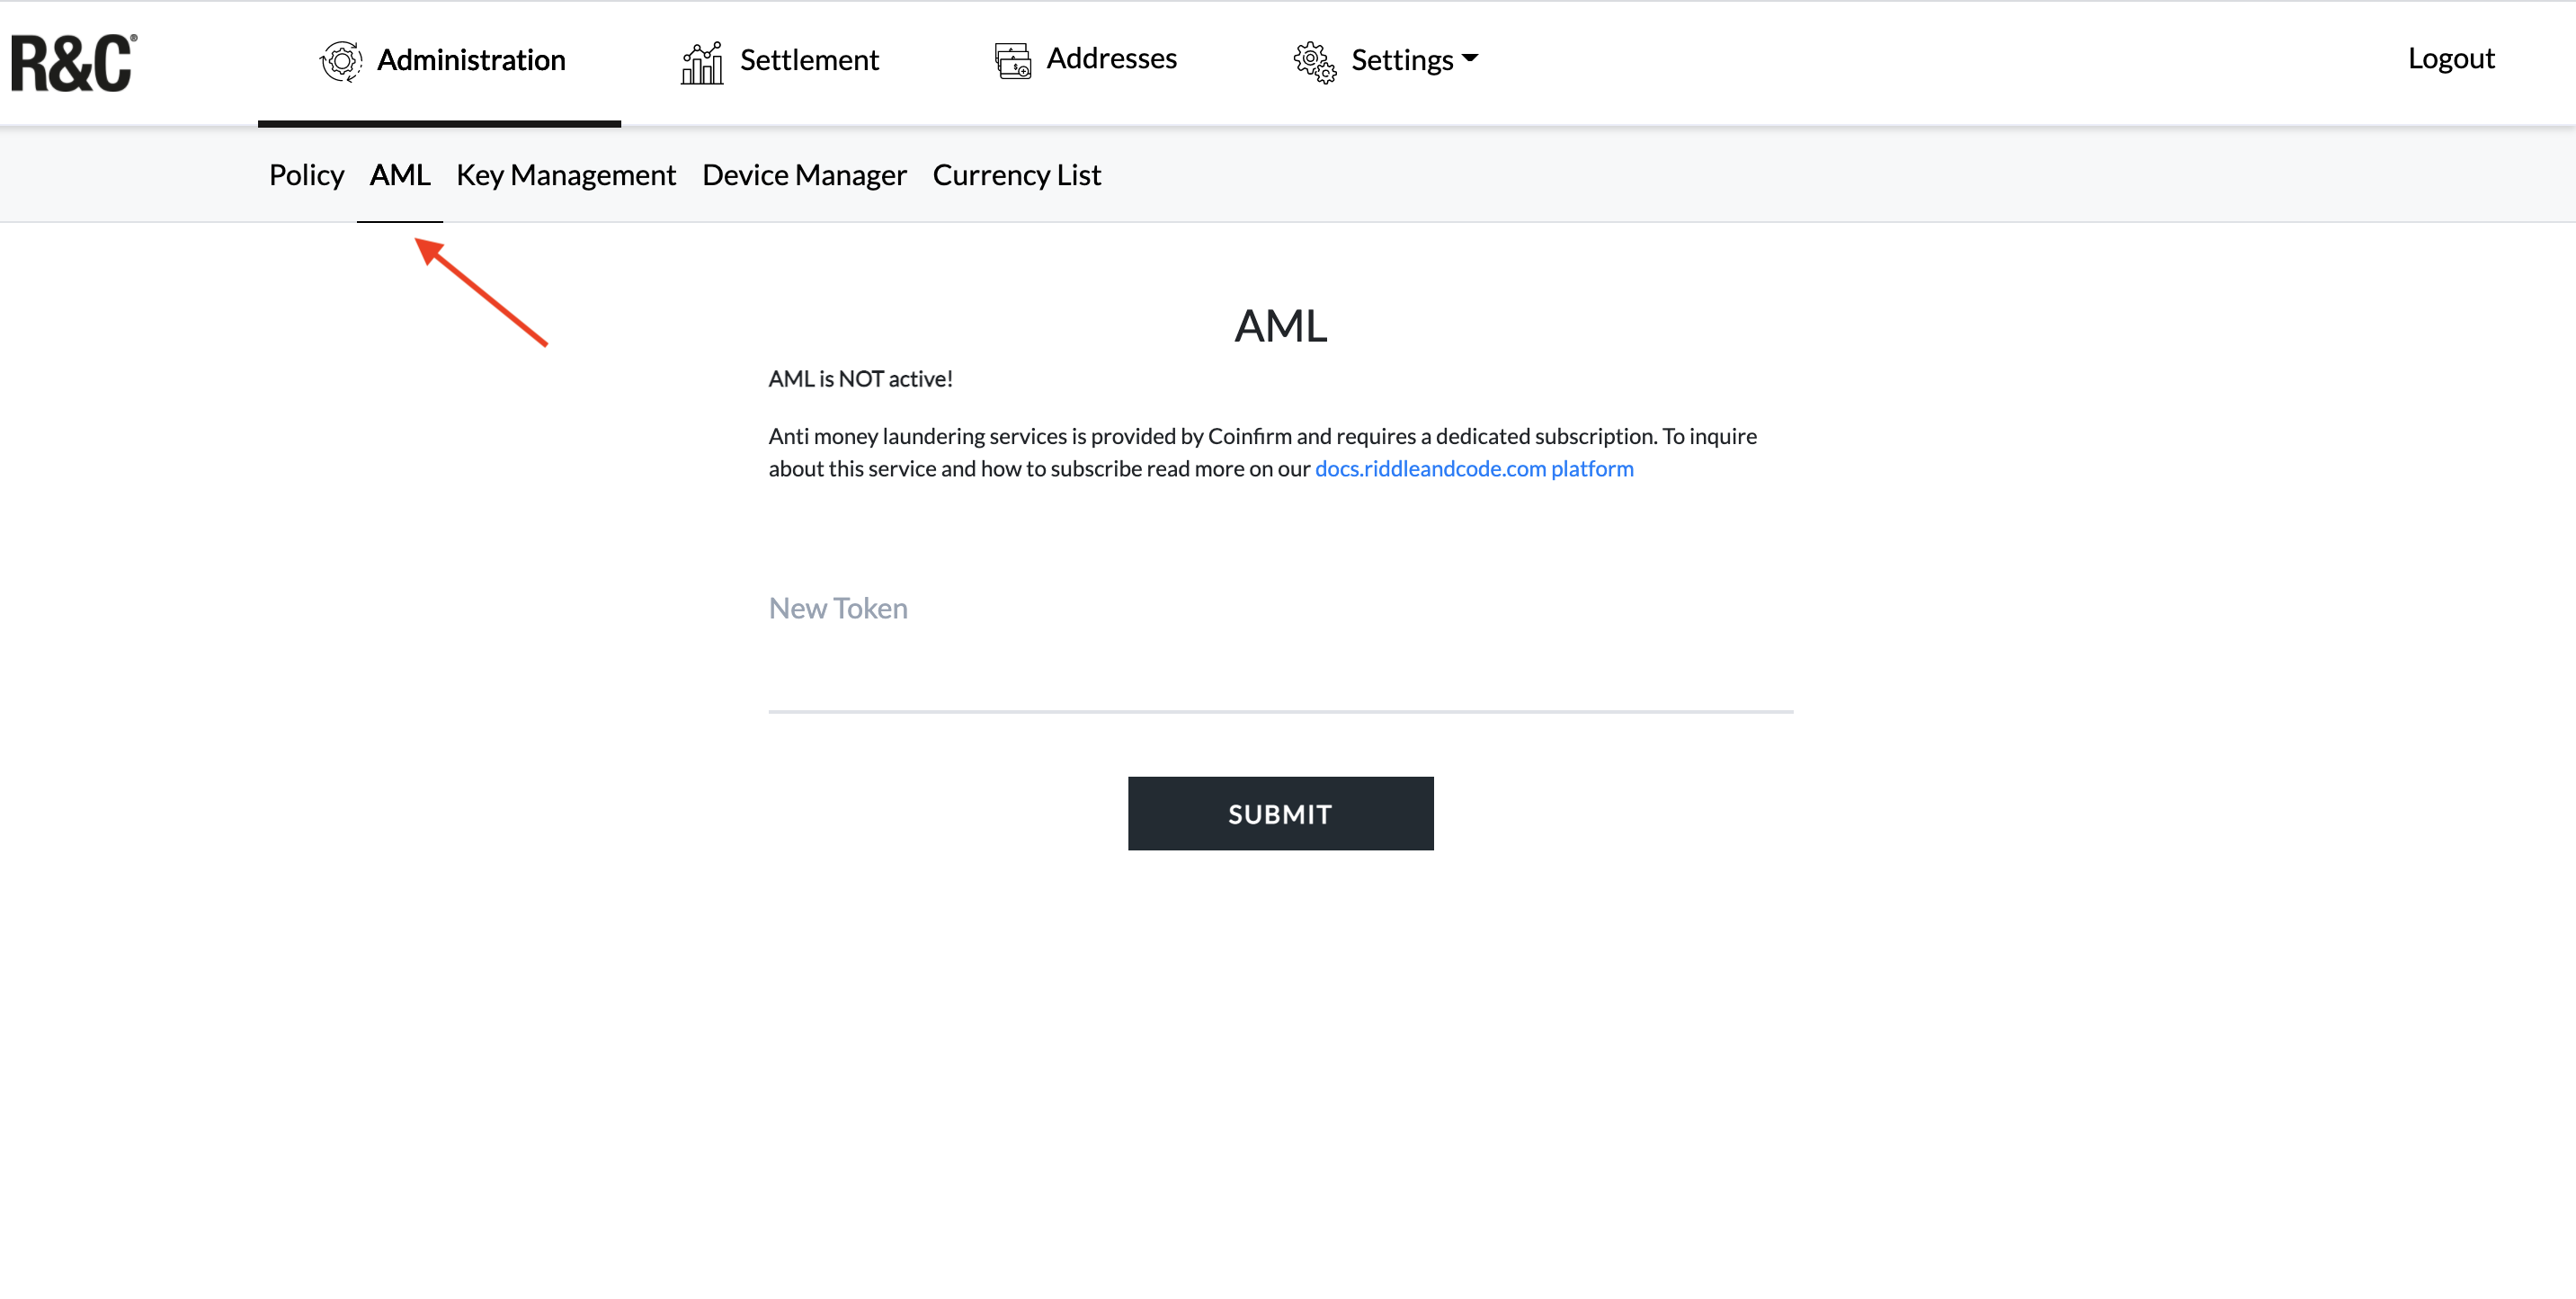 R&C®
Administration
Settlement
Addresses
Settings
Logout
Policy
AML
Key Management
Device Manager
Currency List
AML
AML is NOT active!
Anti money laundering services is provided by Coinfirm and requires a dedicated subscription. To inquire
about this service and how to subscribe read more on our docs.riddleandcode.com platform
New Token
SUBMIT